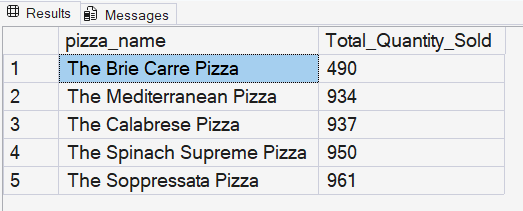 Results Messages
pizza_name Total_Quantity_Sold
1 The Brie Carre Pizza 490
2 The Mediterranean Pizza 934
3 The Calabrese Pizza 937
4 The Spinach Supreme Pizza 950
5 The Soppressata Pizza 961